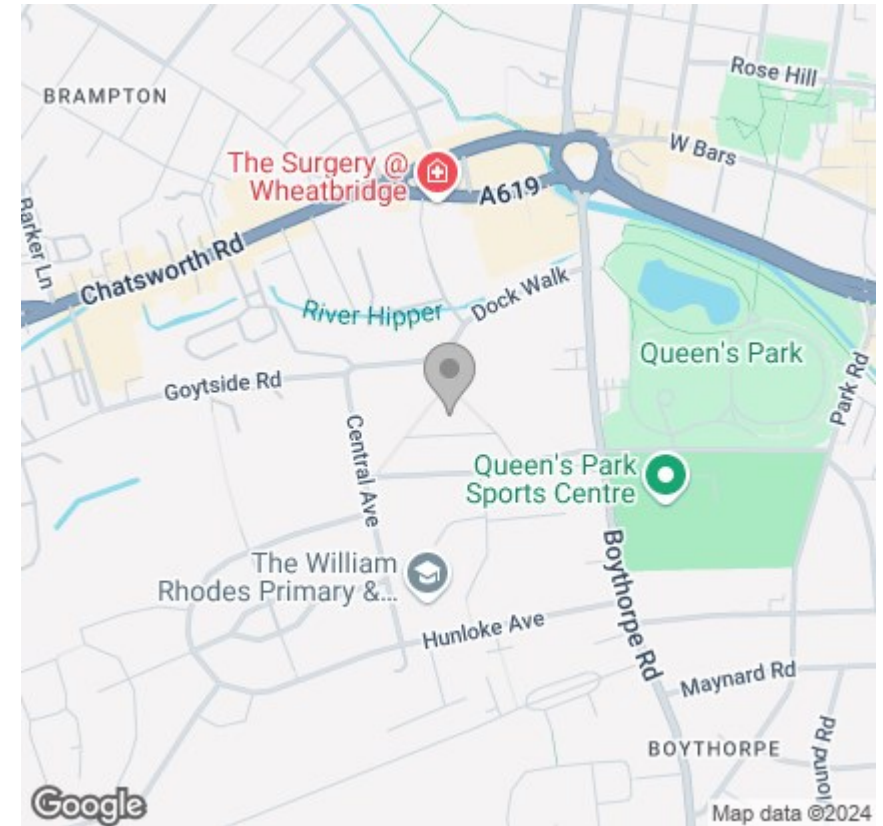 BRAMPTON
Rose Hill
W Bars
The Surgery @
Wheatbridge
A619
Barker Ln
Chatsworth Rd
Dock Walk
River Hipper
Queen's Park
Goytside Rd
Park Rd
Central Ave
Queen's Park
Sports Centre
The William
Rhodes Primary &...
Boythorpe Rd
Hunloke Ave
Maynard Rd
BOYTHORPE
ound Rd
Google
Map data ©2024